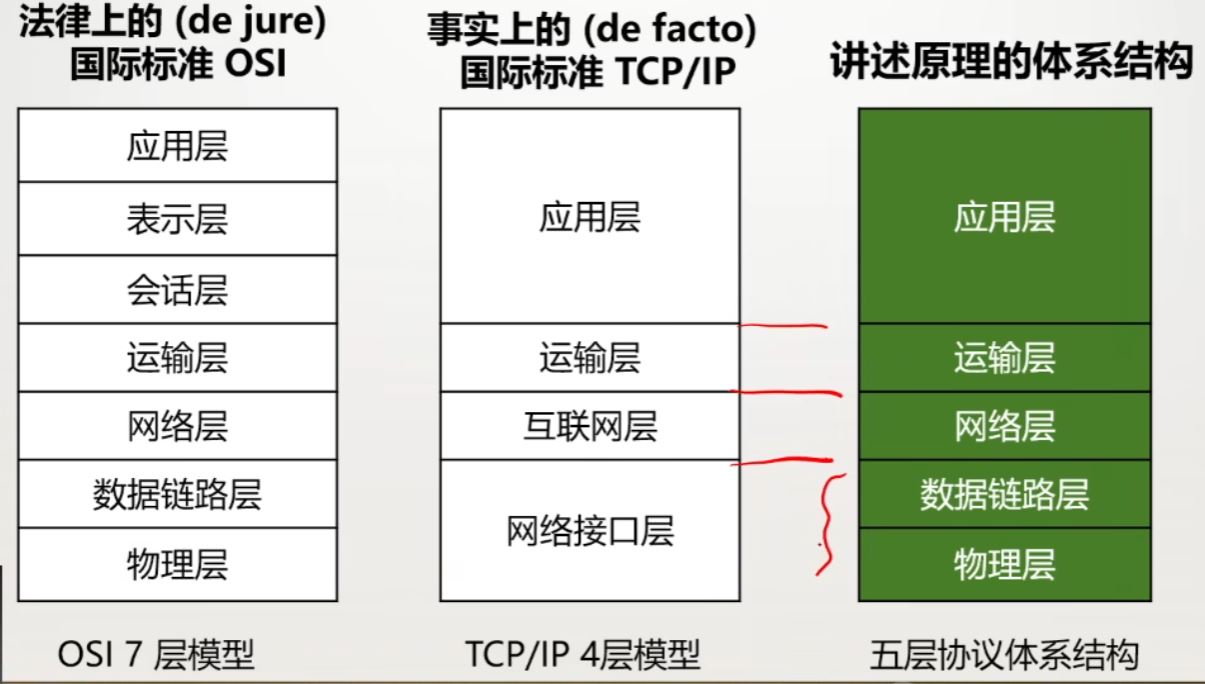 法律上的 (de jure)
国际标准 OSI
应用层
表示层
会话层
运输层
网络层
数据链路层
物理层
OSI 7 层模型
事实上的 (de facto)
国际标准 TCP/IP
应用层
运输层
互联网层
网络接口层
TCP/IP 4层模型
讲述原理的体系结构
应用层
运输层
网络层
数据链路层
物理层
五层协议体系结构